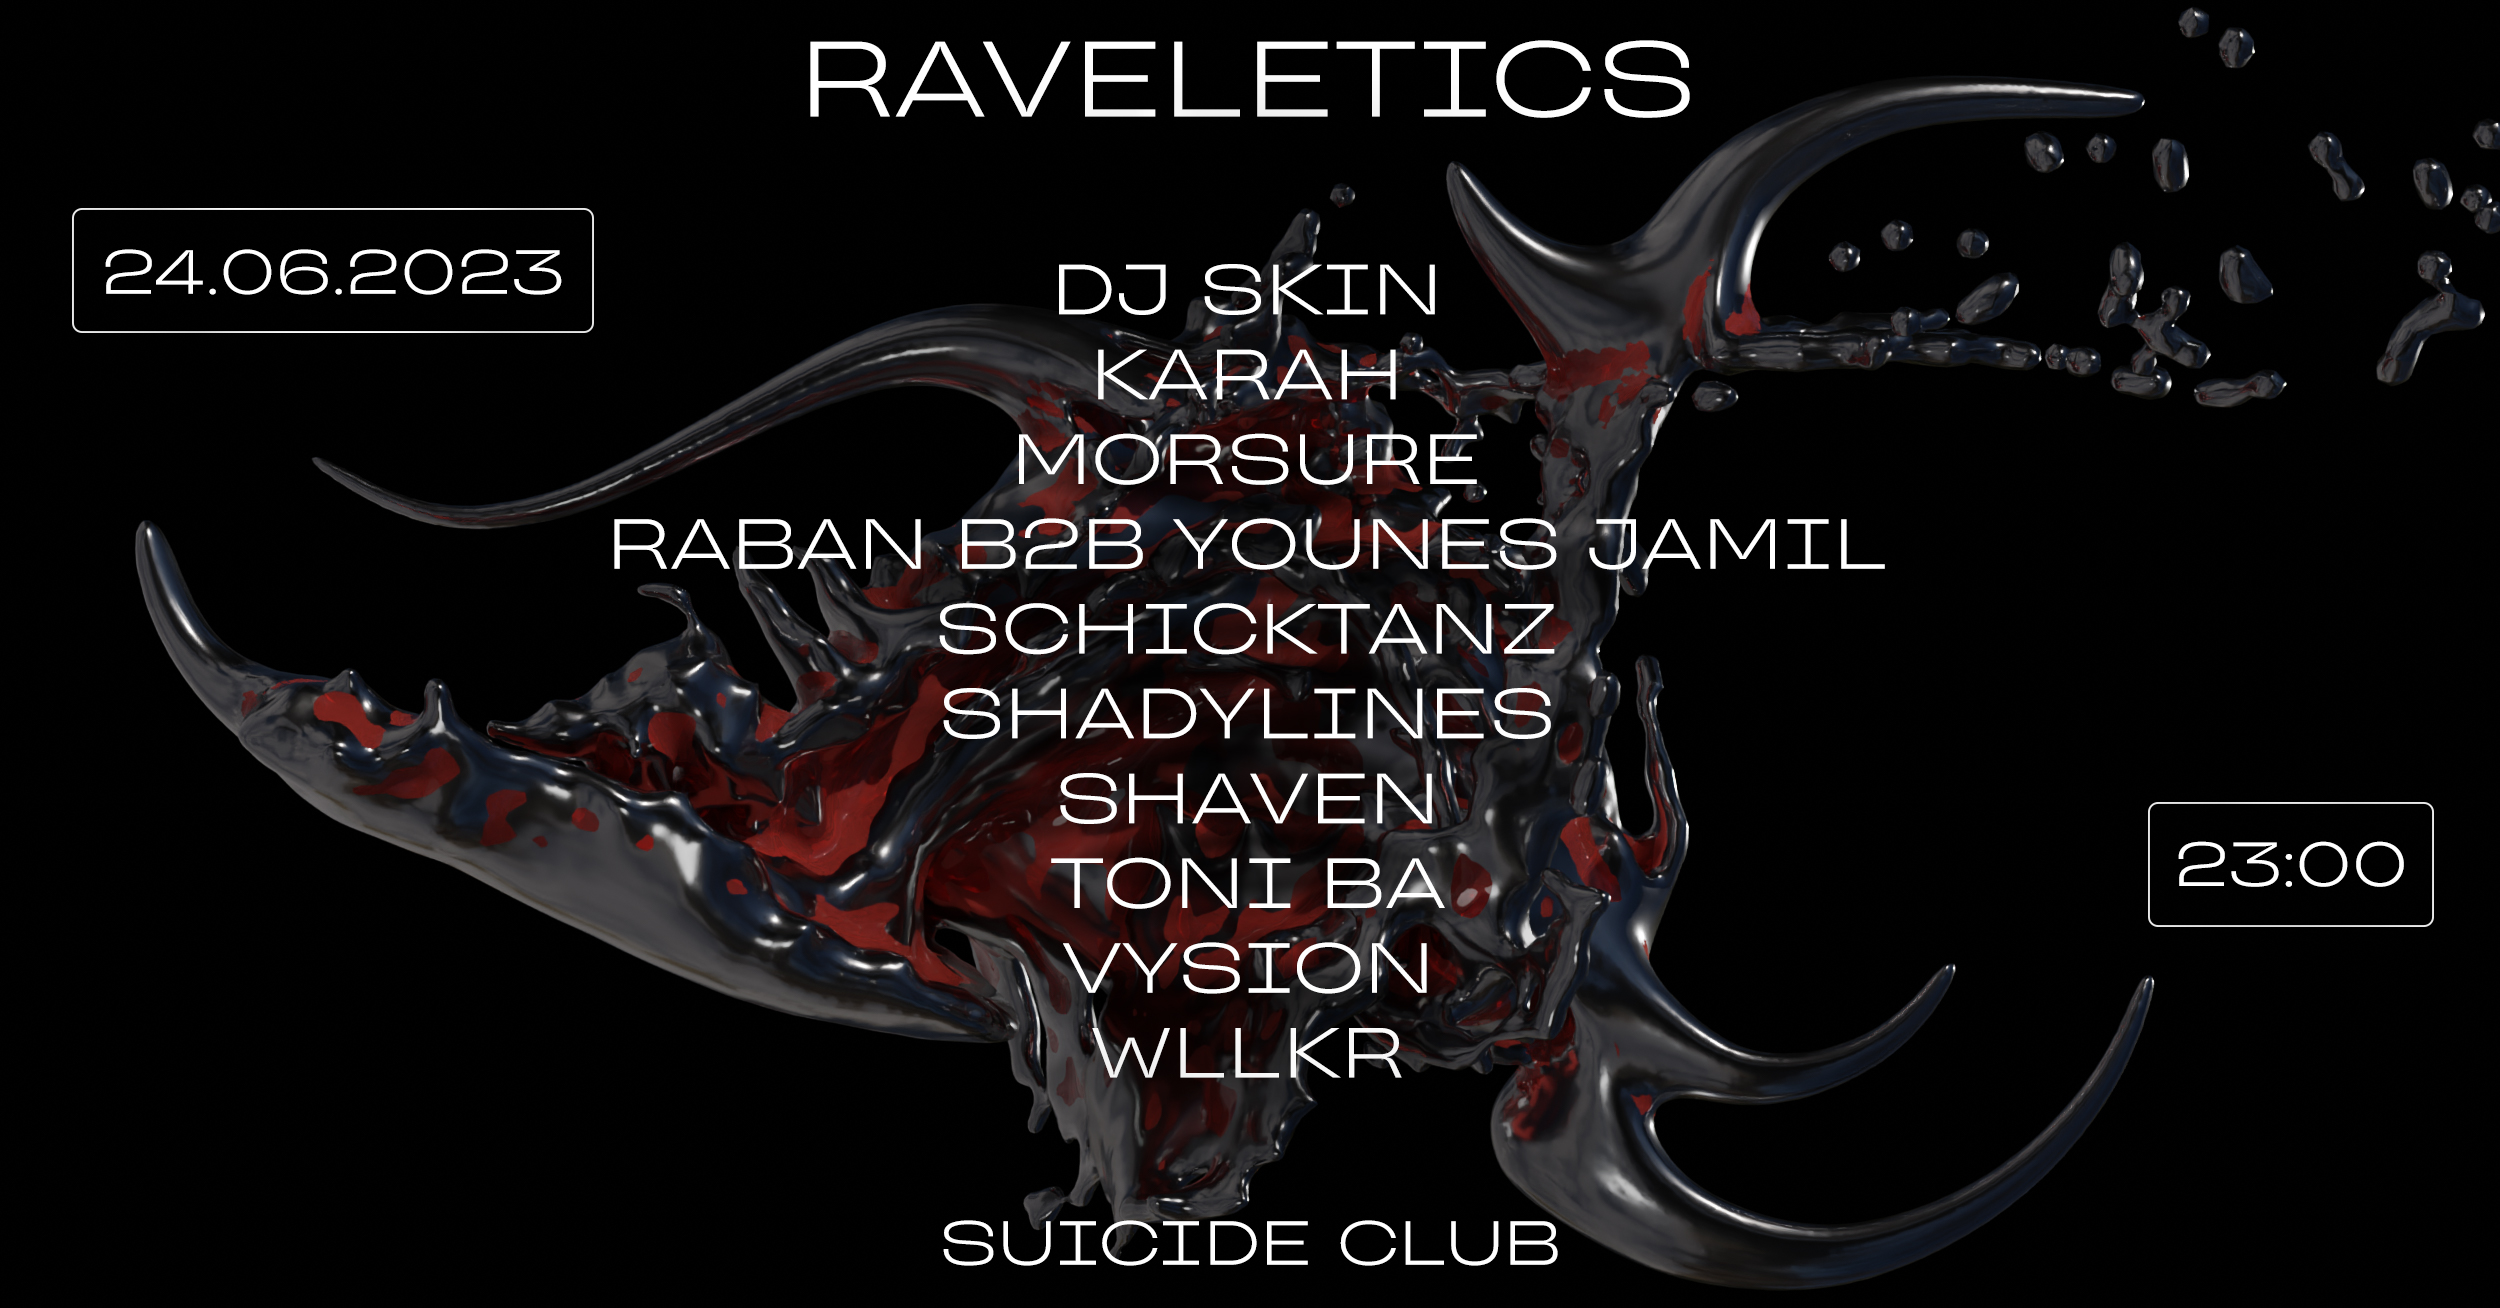 RAVELETICS
24.06.2023
DJ SKIN
KARAH
MORSURE
RABAN B2B YOUNES JAMIL
SCHICKTANZ
SHADYLINES
SHAVEN
TONI BA
VYSION
WLLKR
23:00
SUICIDE CLUB